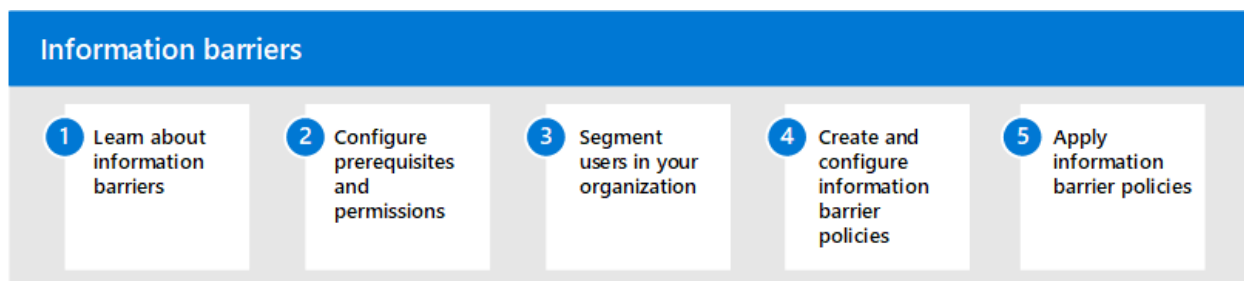 Information barriers
1
Learn about
information
barriers
2
Configure
prerequisites
and
permissions
3
Segment
users in your
organization
4
Create and
configure
information
barrier
policies
5
Apply
information
barrier policies